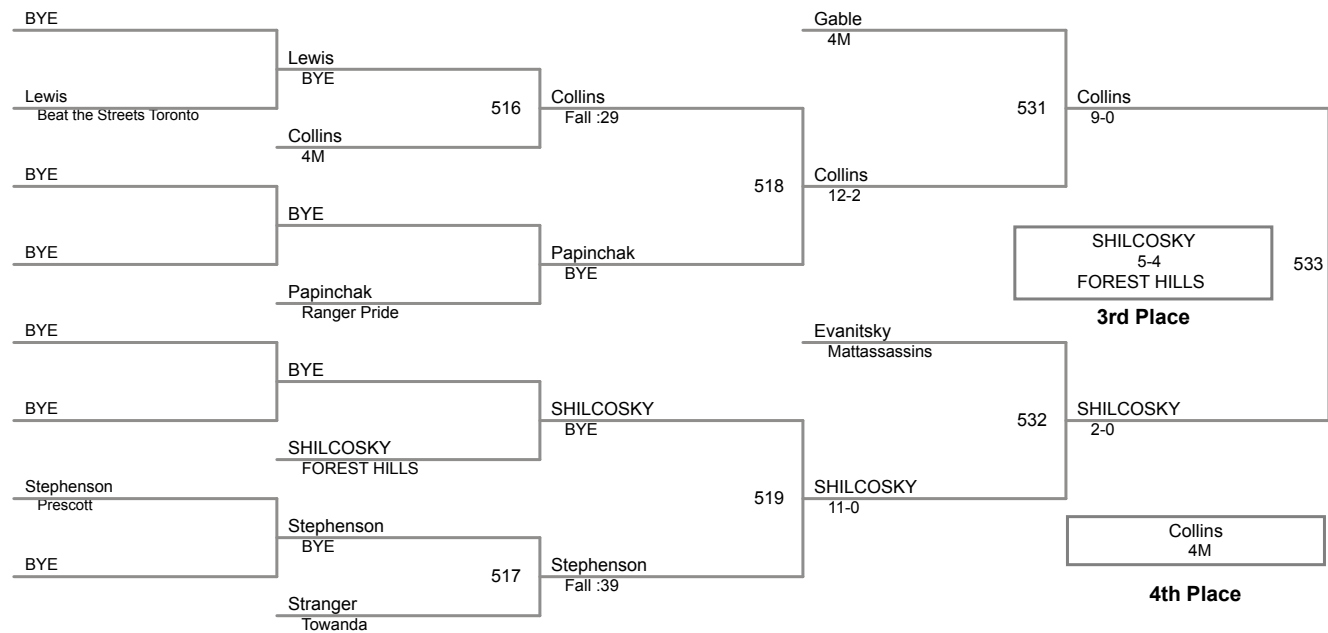 BYE
Lewis
Beat the Streets Toronto
BYE
BYE
BYE
BYE
Stephenson
Prescott
BYE
Lewis
BYE
Collins
4M
BYE
Papinchak
Ranger Pride
BYE
SHILCOSKY
FOREST HILLS
Stephenson
BYE
Stranger
Towanda
516
517
Collins
Fall :29
Papinchak
BYE
SHILCOSKY
BYE
Stephenson
Fall :39
518
519
Gable
4M
Collins
12-2
Evanitsky
Mattassassins
SHILCOSKY
11-0
531
532
Collins
9-0
SHILCOSKY
2-0
533
SHILCOSKY
5-4
FOREST HILLS
3rd Place
Collins
4M
4th Place